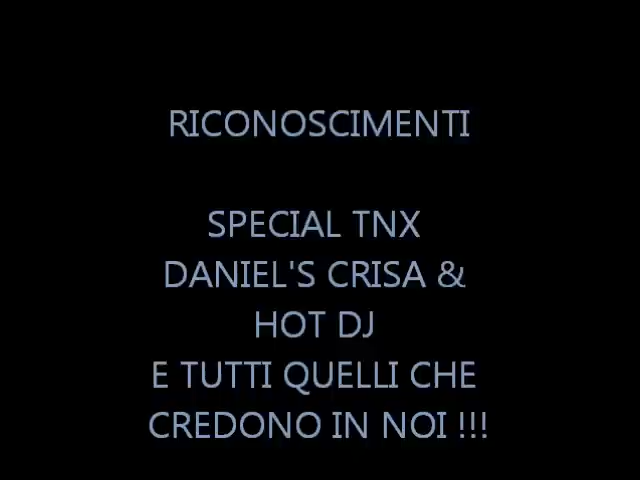 RICONOSCIMENTI
SPECIAL TNX
DANIEL'S CRISA &
HOT DJ
E TUTTI QUELLI CHE
CREDONO IN NOI !!!